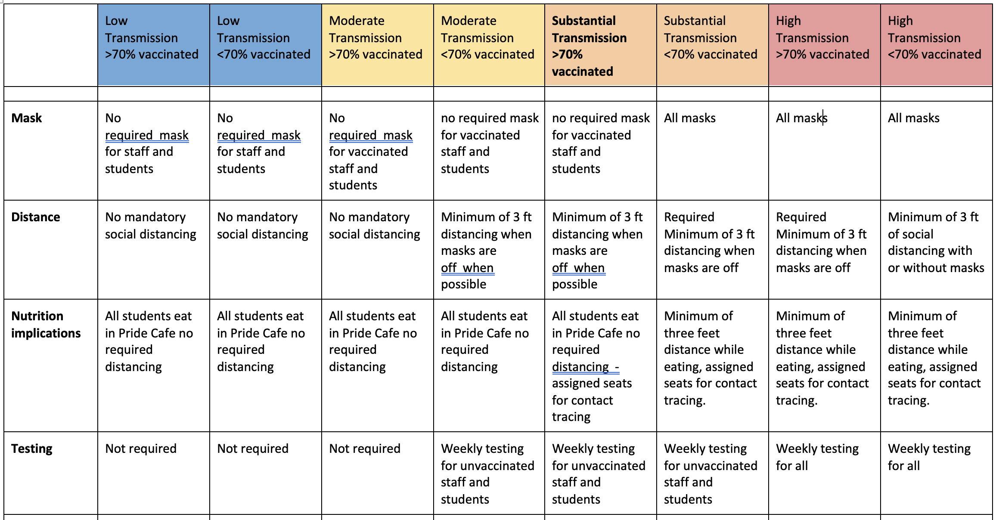 Low
Transmission
>70% vaccinated
Low
Transmission
<70% vaccinated
Moderate
Transmission
>70% vaccinated
Moderate
Transmission
<70% vaccinated
Substantial
Transmission
>70%
vaccinated
Substantial
Transmission
<70% vaccinated
High
Transmission
>70% vaccinated
High
Transmission
<70% vaccinated
Mask
No
required  mask
for staff and
students
No
required  mask
for staff and
students
No
required  mask
for vaccinated
staff and
students
no required mask
for vaccinated
staff and
students
no required mask
for vaccinated
staff and
students
All masks
All masks
All masks
Distance
No mandatory
social distancing
No mandatory
social distancing
No mandatory
social distancing
Minimum of 3 ft
distancing when
masks are
off  when
possible
Minimum of 3 ft
distancing when
masks are
off  when
possible
Required
Minimum of 3 ft
distancing when
masks are off
Required
Minimum of 3 ft
distancing when
masks are off
Minimum of 3 ft
of social
distancing with
or without masks
Nutrition
implications
All students eat
in Pride Cafe no
required
distancing
All students eat
in Pride Cafe no
required
distancing
All students eat
in Pride Cafe no
required
distancing
All students eat
in Pride Cafe no
required
distancing
All students eat
in Pride Cafe no
required
distancing  -
assigned seats
for contact
tracing
Minimum of
three feet
distance while
eating, assigned
seats for contact
tracing.
Minimum of
three feet
distance while
eating, assigned
seats for contact
tracing.
Minimum of
three feet
distance while
eating, assigned
seats for contact
tracing.
Testing
Not required
Not required
Not required
Weekly testing
for unvaccinated
staff and
students
Weekly testing
for unvaccinated
staff and
students
Weekly testing
for unvaccinated
staff and
students
Weekly testing
for all
Weekly testing
for all